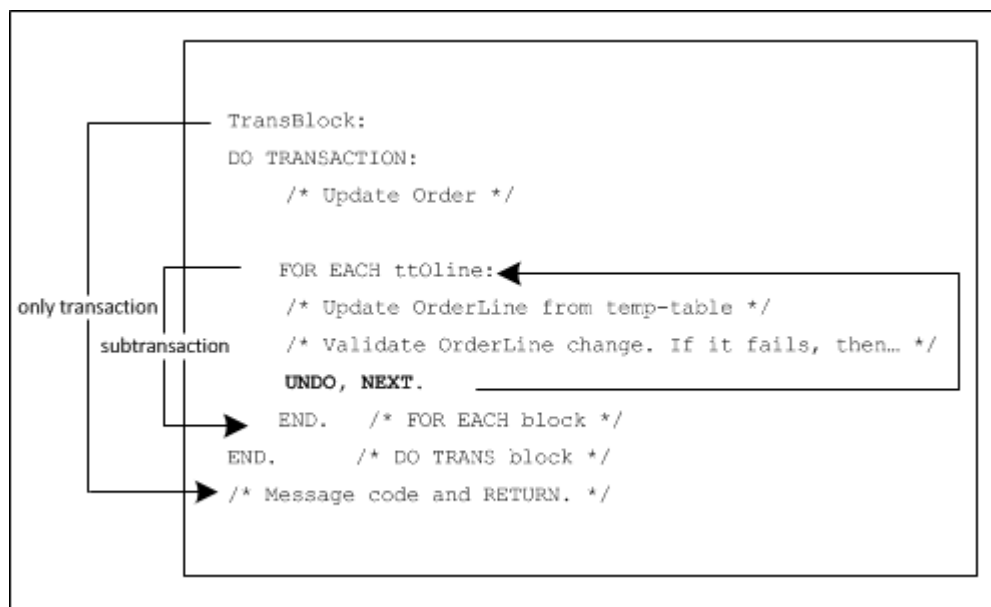 TransBlock:
DO TRANSACTION:
/* Update Order */
FOR EACH ttOline:
only transaction
/* Update OrderLine from temp-table */
subtransaction
/* Validate OrderLine change. If it fails, then… */
UNDO, NEXT.
END. /* FOR EACH block */
END. /* DO TRANS block */
/* Message code and RETURN. */